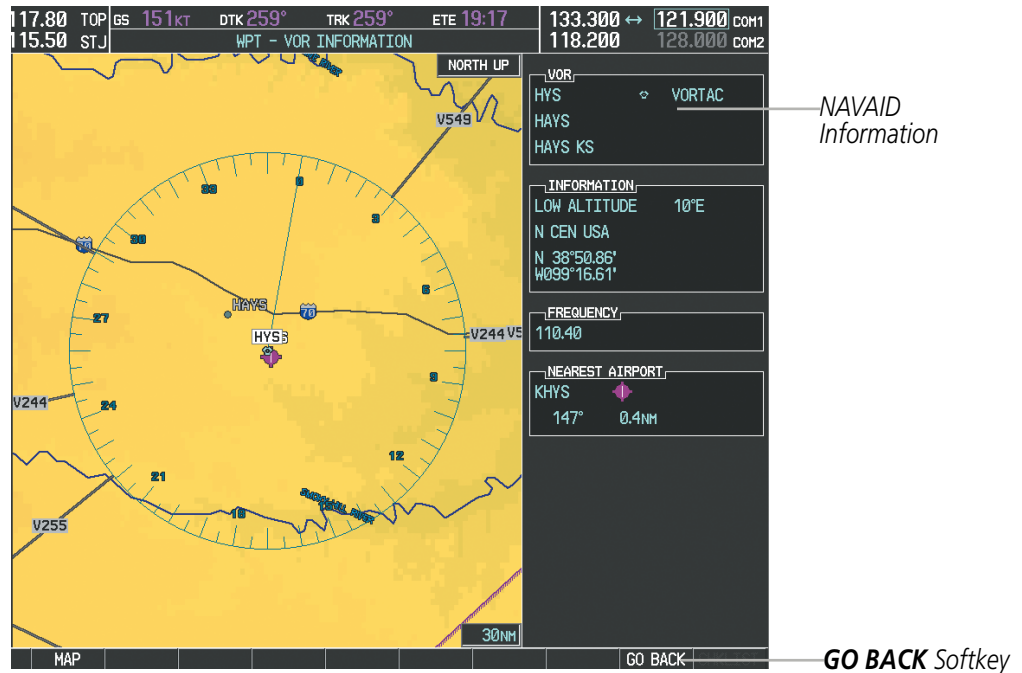 117.80 TOP GS 151KT DTK 259° TRK 259° ETE 19:17 133.300 ↔ 121.900 COM1
115.50 STJ WPT - VOR INFORMATION 118.200 128.000 COM2
NORTH UP
VOR
HYS VORTAC
HAYS
HAYS KS
NAVAID
Information
INFORMATION
LOW ALTITUDE 10°E
N CEN USA
N 38°50.86'
W099°16.61'
FREQUENCY
110.40
NEAREST AIRPORT
KHYS
147° 0.4NM
V549
33
0
3
70
30
6
HAYS
70
27
HYS
V244
9
V244
24
12
21
RIVER
18
V255
30NM
MAP GO BACK
GO BACK Softkey